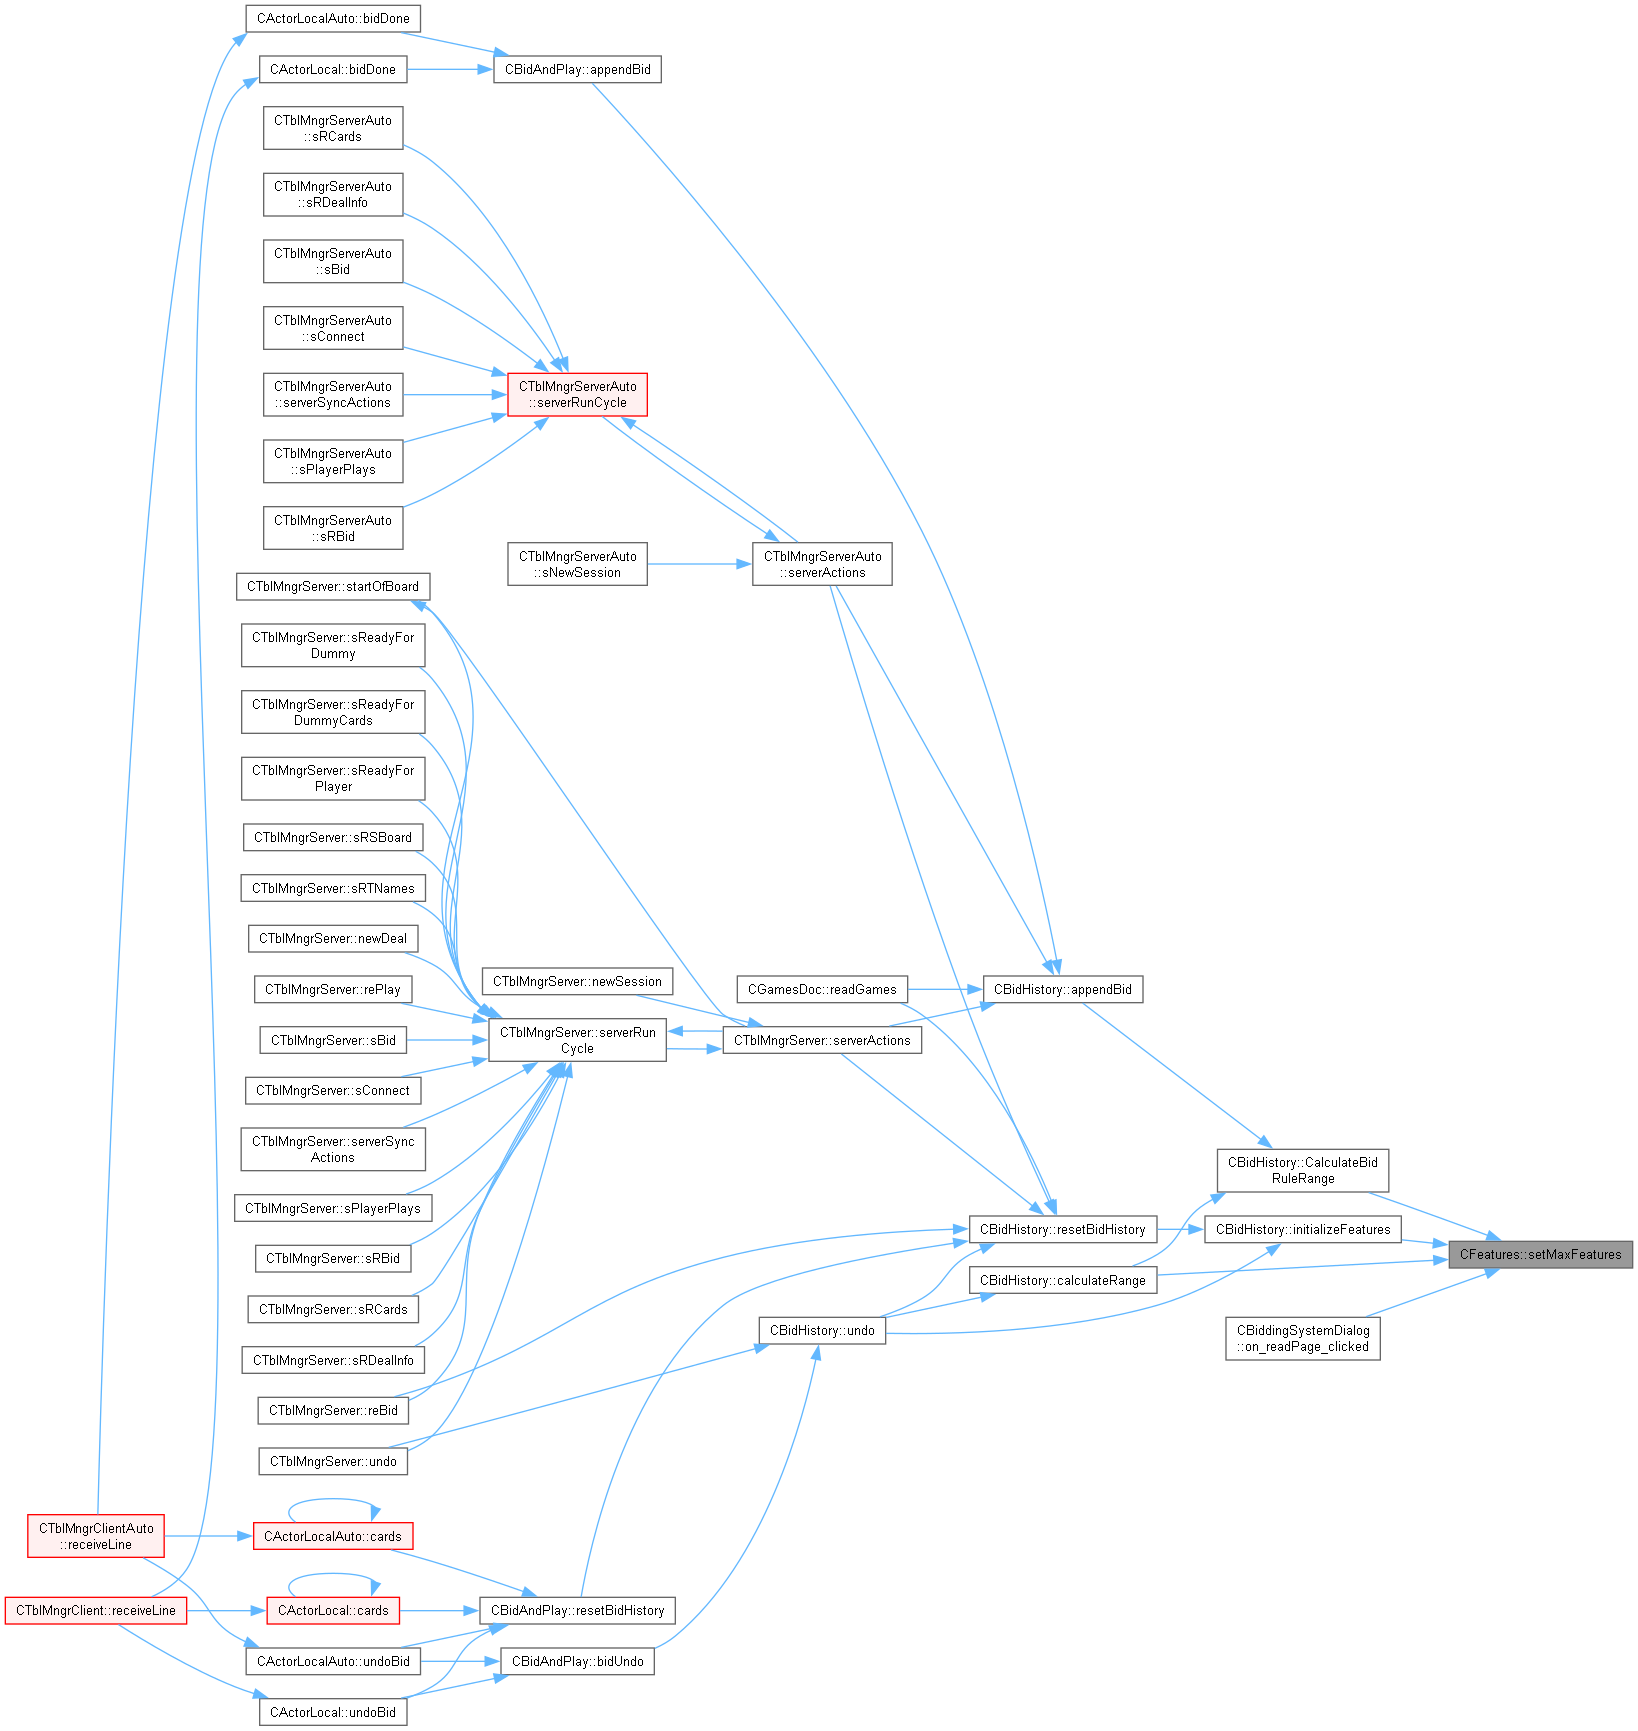 CActorLocalAuto::bidDone
CActorLocal::bidDone
CBidAndPlay::appendBid
CTblMngrServerAuto
::sRCards
CTblMngrServerAuto
::sRDealInfo
CTblMngrServerAuto
::sBid
CTblMngrServerAuto
::sConnect
CTblMngrServerAuto
::serverSyncActions
CTblMngrServerAuto
::serverRunCycle
CTblMngrServerAuto
::sPlayerPlays
CTblMngrServerAuto
::sRBid
CTblMngrServerAuto
::sNewSession
CTblMngrServerAuto
::serverActions
CTblMngrServer::startOfBoard
CTblMngrServer::sReadyFor
Dummy
CTblMngrServer::sReadyFor
DummyCards
CTblMngrServer::sReadyFor
Player
CTblMngrServer::sRSBoard
CTblMngrServer::sRTNames
CTblMngrServer::newDeal
CTblMngrServer::rePlay
CTblMngrServer::newSession
CGamesDoc::readGames
CBidHistory::appendBid
CTblMngrServer::sBid
CTblMngrServer::serverRun
Cycle
CTblMngrServer::serverActions
CTblMngrServer::sConnect
CTblMngrServer::serverSync
Actions
CBidHistory::CalculateBid
RuleRange
CTblMngrServer::sPlayerPlays
CBidHistory::resetBidHistory
CBidHistory::initializeFeatures
CFeatures::setMaxFeatures
CTblMngrServer::sRBid
CBidHistory::calculateRange
CTblMngrServer::sRCards
CBidHistory::undo
CBiddingSystemDialog
::on_readPage_clicked
CTblMngrServer::sRDealInfo
CTblMngrServer::reBid
CTblMngrServer::undo
CTblMngrClientAuto
::receiveLine
CActorLocalAuto::cards
CTblMngrClient::receiveLine
CActorLocal::cards
CBidAndPlay::resetBidHistory
CActorLocalAuto::undoBid
CBidAndPlay::bidUndo
CActorLocal::undoBid